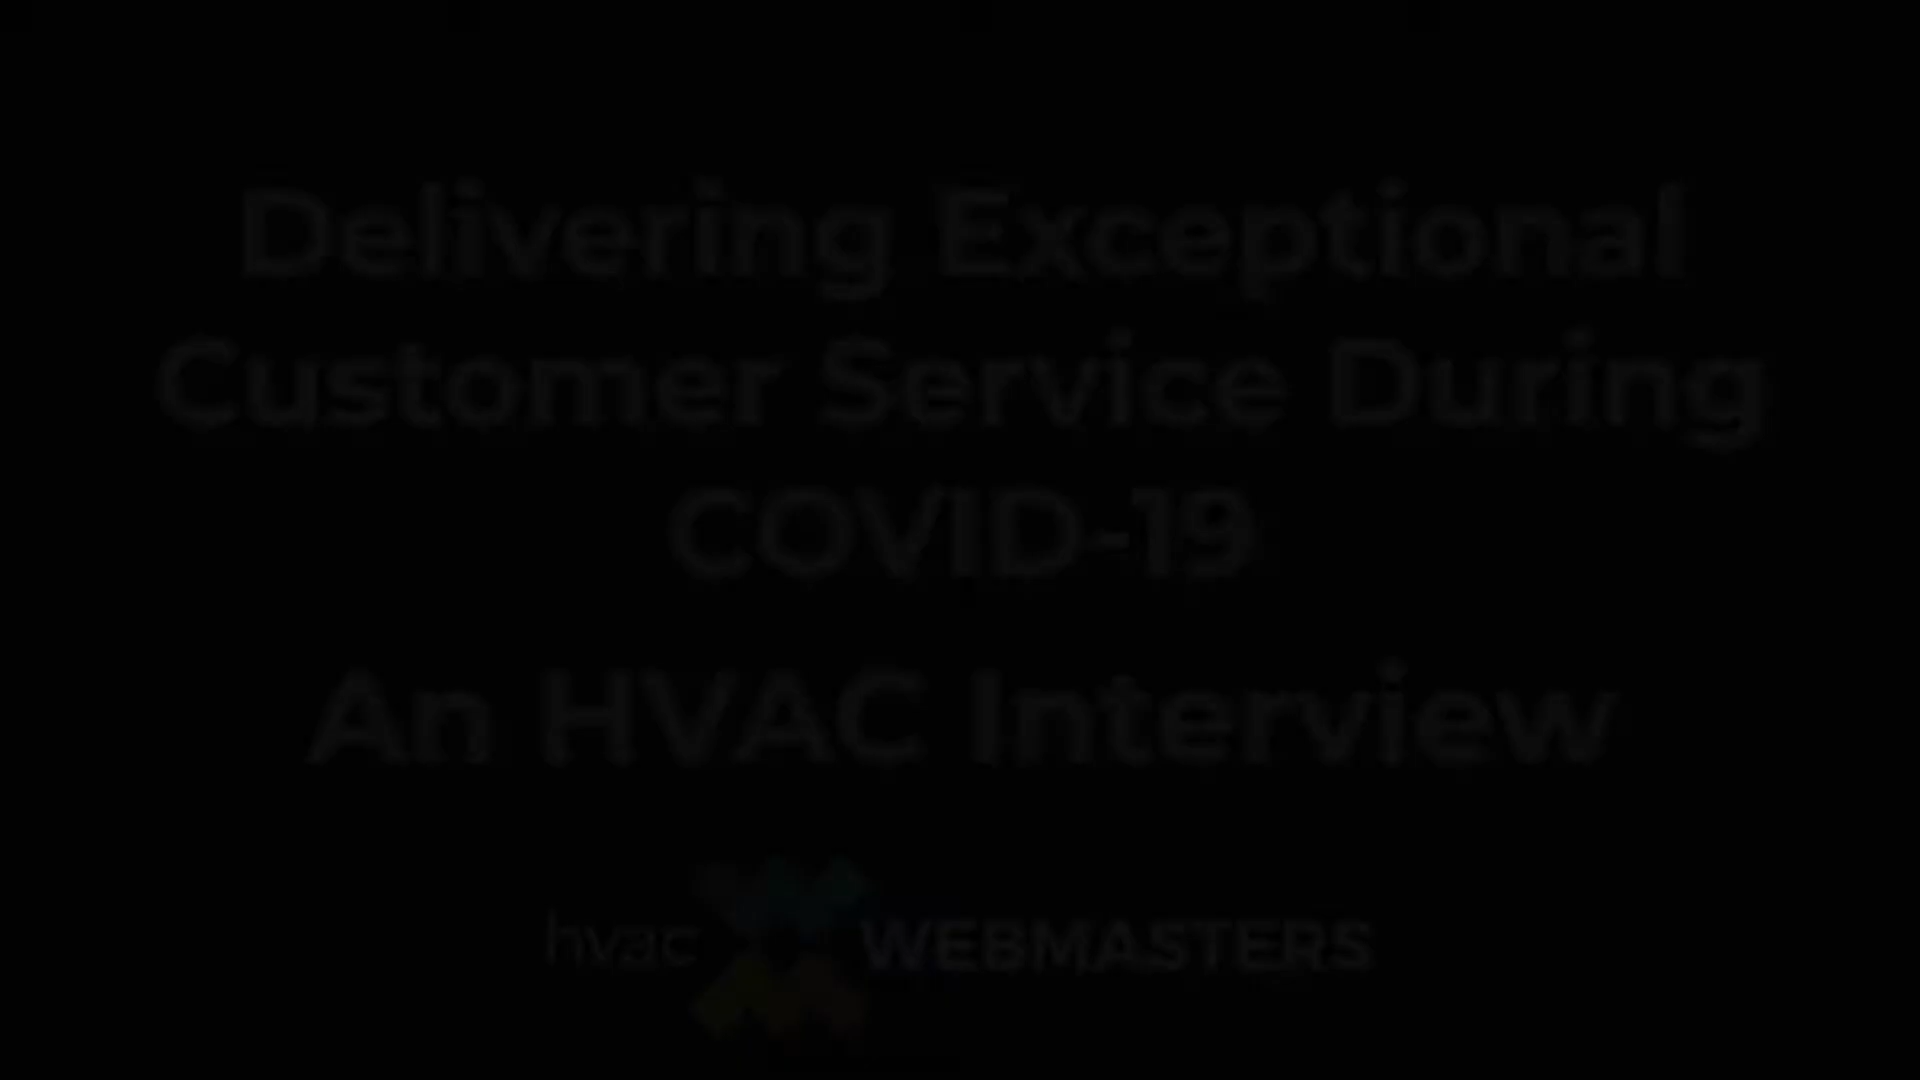 Delivering Exceptional
Customer Service During
COVID-19
An HVAC Interview
hvac WEBMASTERS